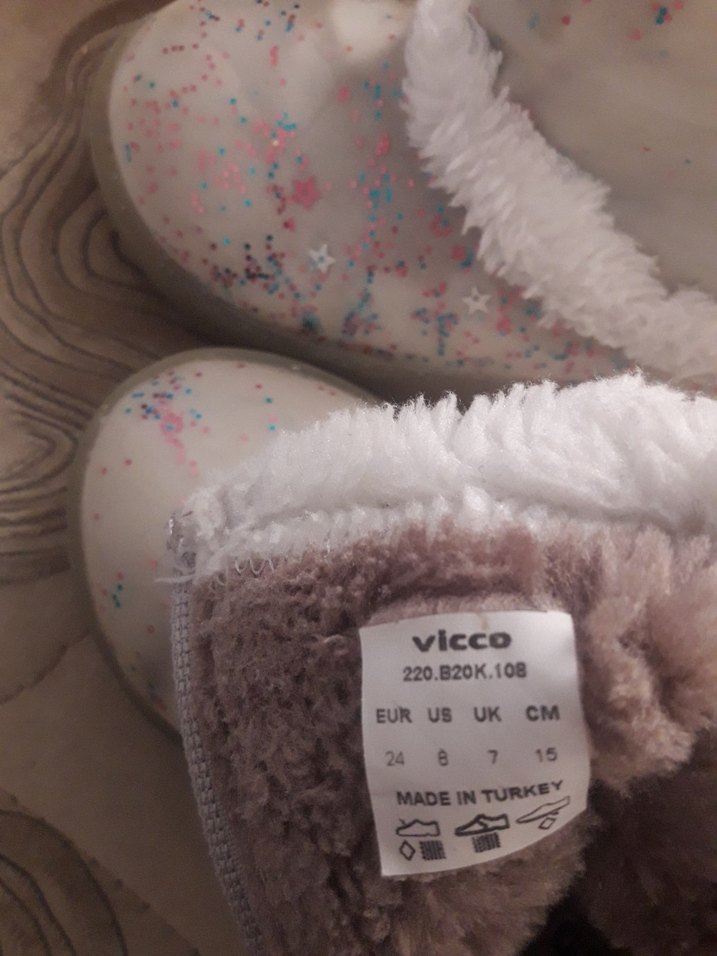 vicco
220.B20K.108
EUR US UK CM
24 8 7 15
MADE IN TURKEY